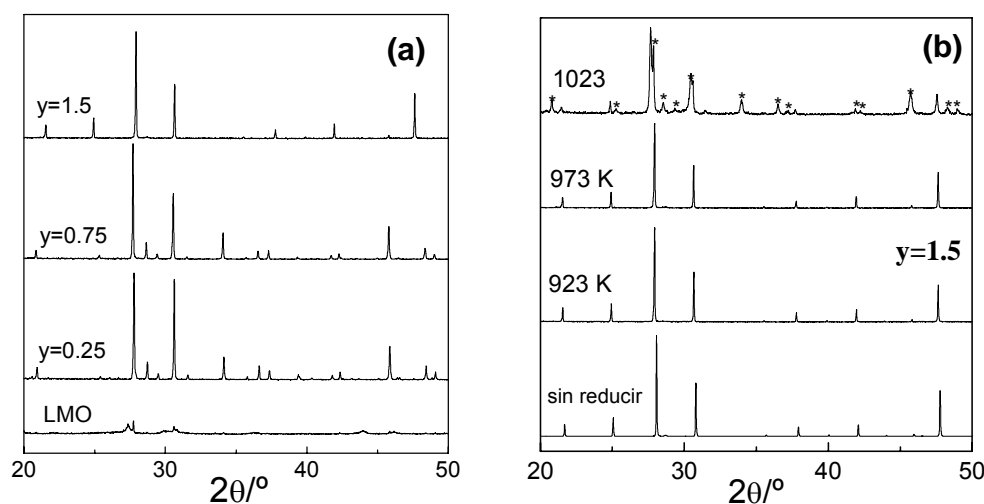 (a)
y=1.5
y=0.75
y=0.25
LMO
20 30 40 50
2θ/º
(b)
1023
* * * * * * * * * * * * *
973 K
923 K
y=1.5
sin reducir
20 30 40 50
2θ/º